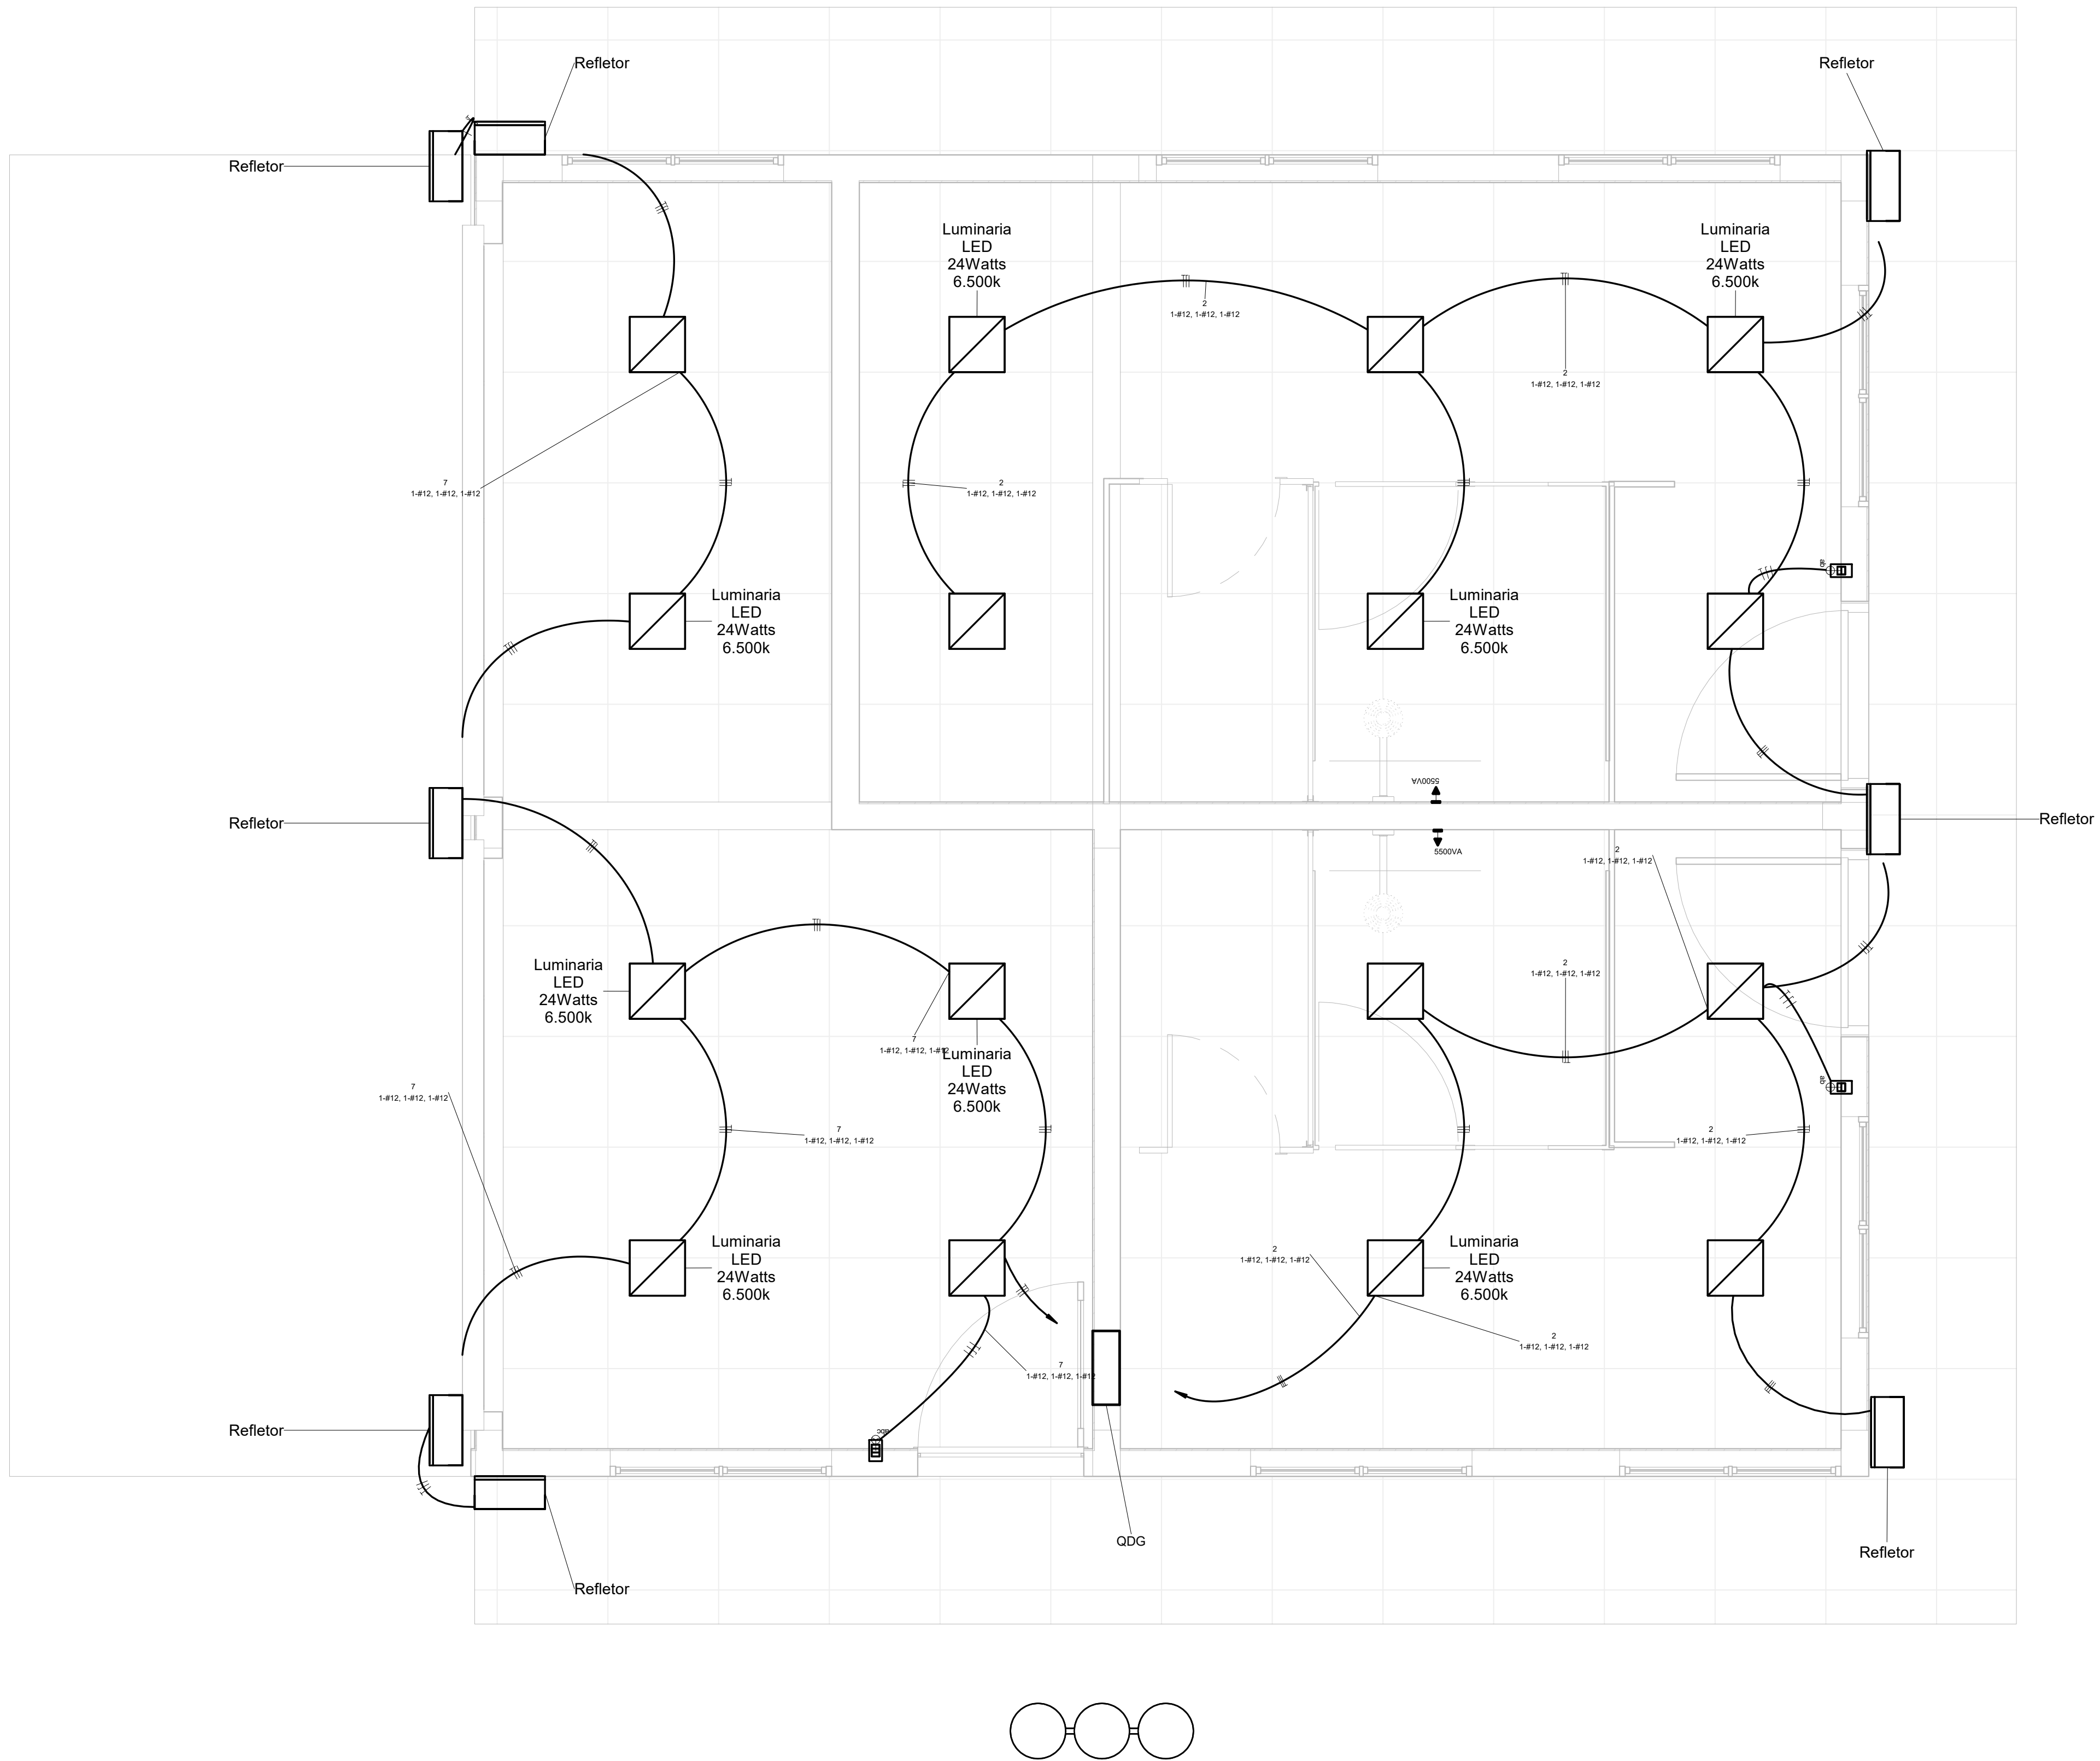 Refletor
Refletor
Refletor
Luminaria
LED
24Watts
6.500k
Luminaria
LED
24Watts
6.500k
2
1-#12, 1-#12, 1-#12
2
1-#12, 1-#12, 1-#12
7
1-#12, 1-#12, 1-#12
2
1-#12, 1-#12, 1-#12
ab
Luminaria
LED
24Watts
6.500k
Luminaria
LED
24Watts
6.500k
5500VA
Refletor
Refletor
5500VA
2
1-#12, 1-#12, 1-#12
Luminaria
LED
24Watts
6.500k
2
1-#12, 1-#12, 1-#12
7
1-#12, 1-#12, 1-#12
Luminaria
LED
24Watts
6.500k
ab
7
1-#12, 1-#12, 1-#12
7
1-#12, 1-#12, 1-#12
2
1-#12, 1-#12, 1-#12
Luminaria
LED
24Watts
6.500k
2
1-#12, 1-#12, 1-#12
Luminaria
LED
24Watts
6.500k
2
1-#12, 1-#12, 1-#12
7
1-#12, 1-#12, 1-#12
Refletor
abc
QDG
Refletor
Refletor